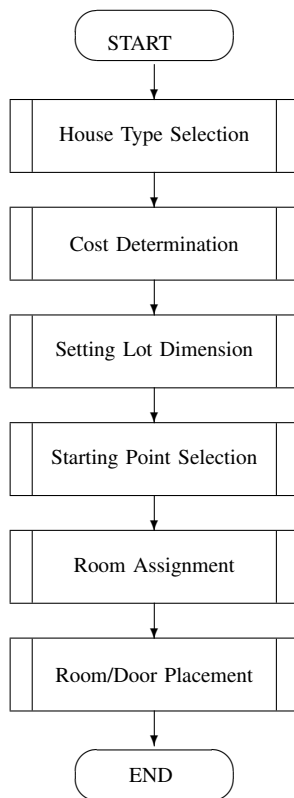 START
House Type Selection
Cost Determination
Setting Lot Dimension
Starting Point Selection
Room Assignment
Room/Door Placement
END